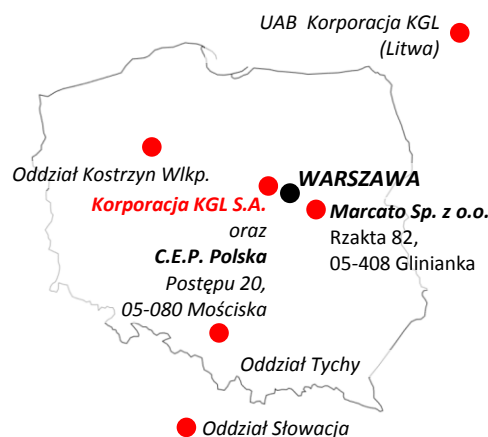 UAB  Korporacja KGL
(Litwa)
Oddział Kostrzyn Wlkp.
WARSZAWA
Korporacja KGL S.A.
oraz
C.E.P. Polska
Postępu 20,
05-080 Mościska
Marcato Sp. z o.o.
Rzakta 82,
05-408 Glinianka
Oddział Tychy
Oddział Słowacja